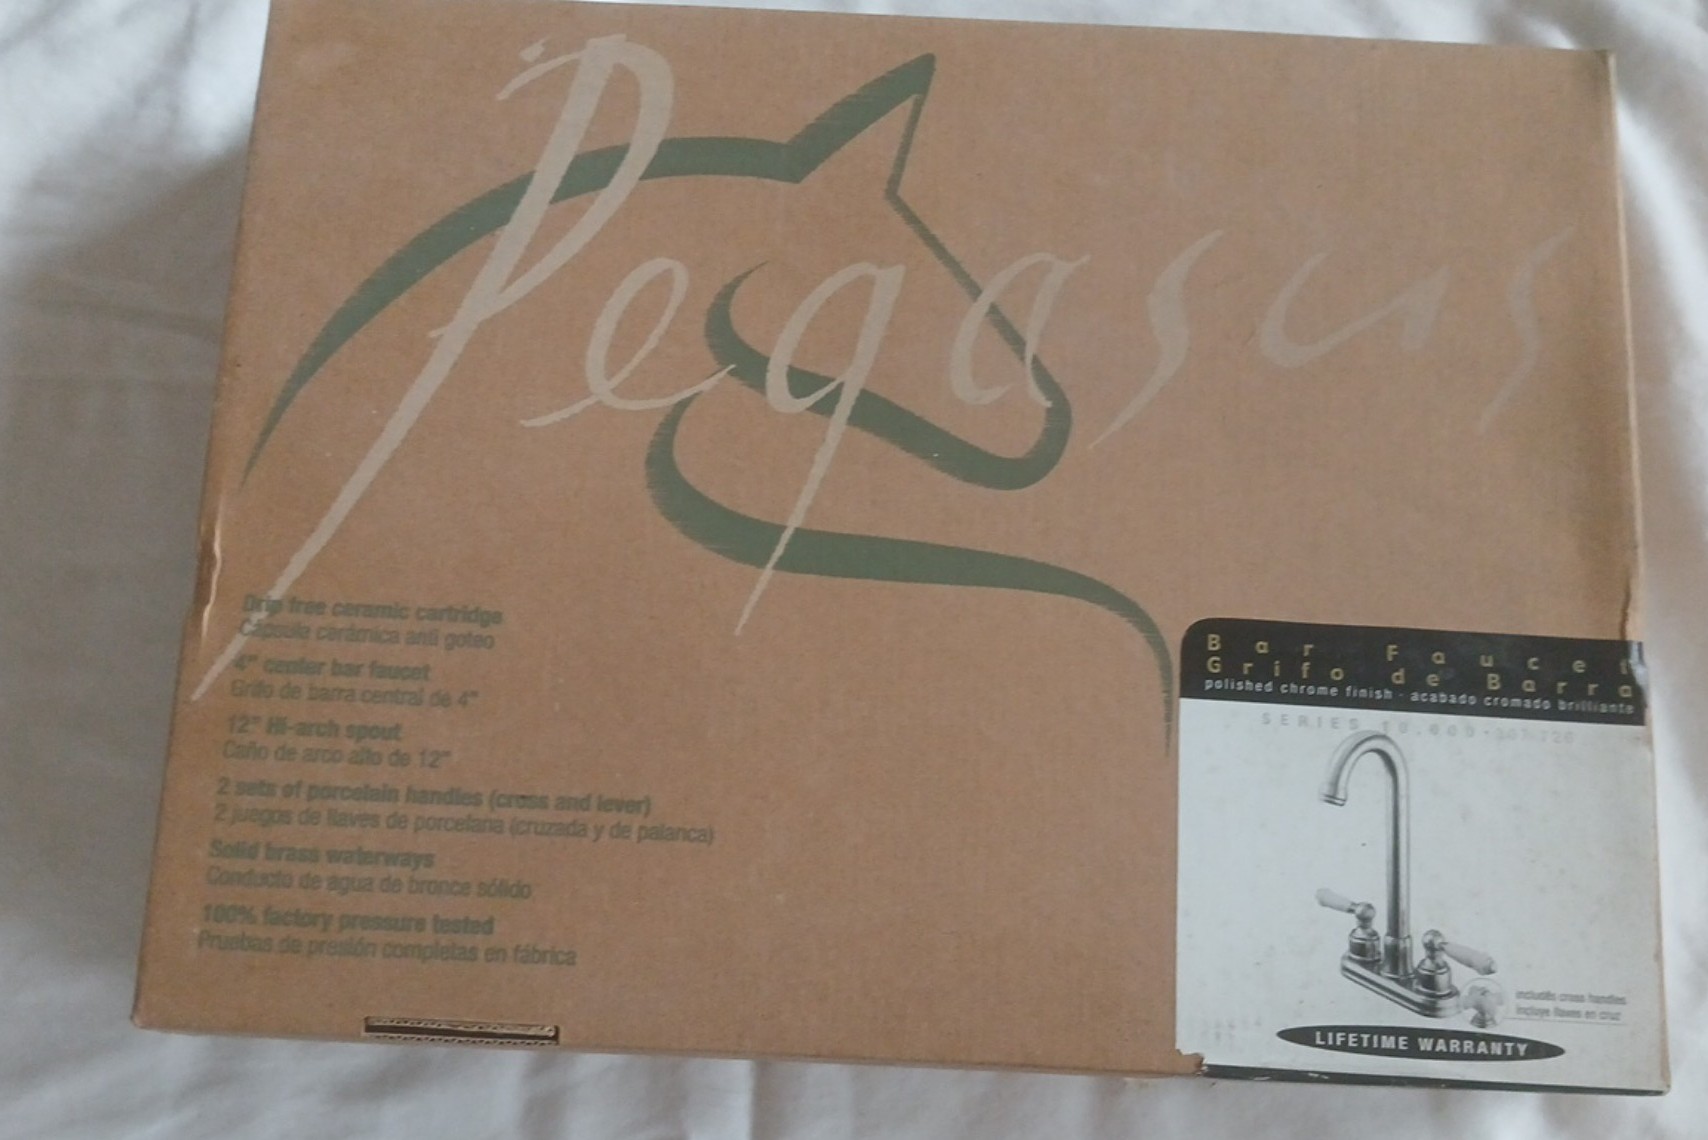 Pegasus
Drip free ceramic cartridge
Cápsula cerámica anti goteo
4" center bar faucet
Grifo de barra central de 4"
12" Hi-arch spout
Caño de arco alto de 12"
2 sets of porcelain handles (cross and lever)
2 juegos de llaves de porcelana (cruzada y de palanca)
Solid brass waterways
Conducto de agua de bronce sólido
100% factory pressure tested
Pruebas de presión completas en fábrica
Bar Faucet
Grifo de Barra
polished chrome finish - acabado cromado brillante
SERIES 10,000
includes cross handles
incluye llaves en cruz
LIFETIME WARRANTY